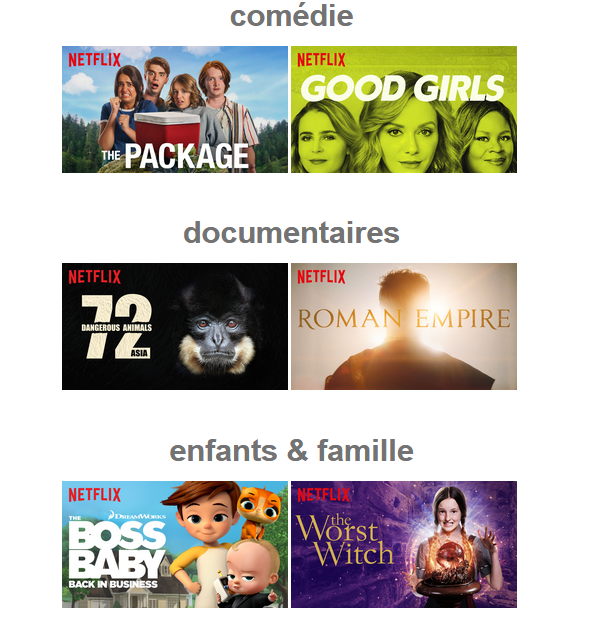 comédie
NETFLIX
THE PACKAGE
NETFLIX
GOOD GIRLS
documentaires
NETFLIX
72
DANGEROUS ANIMALS
ASIA
NETFLIX
ROMAN EMPIRE
enfants & famille
NETFLIX
DREAMWORKS
THE
BOSS
BABY
BACK IN BUSINESS
NETFLIX
the
Worst
Witch